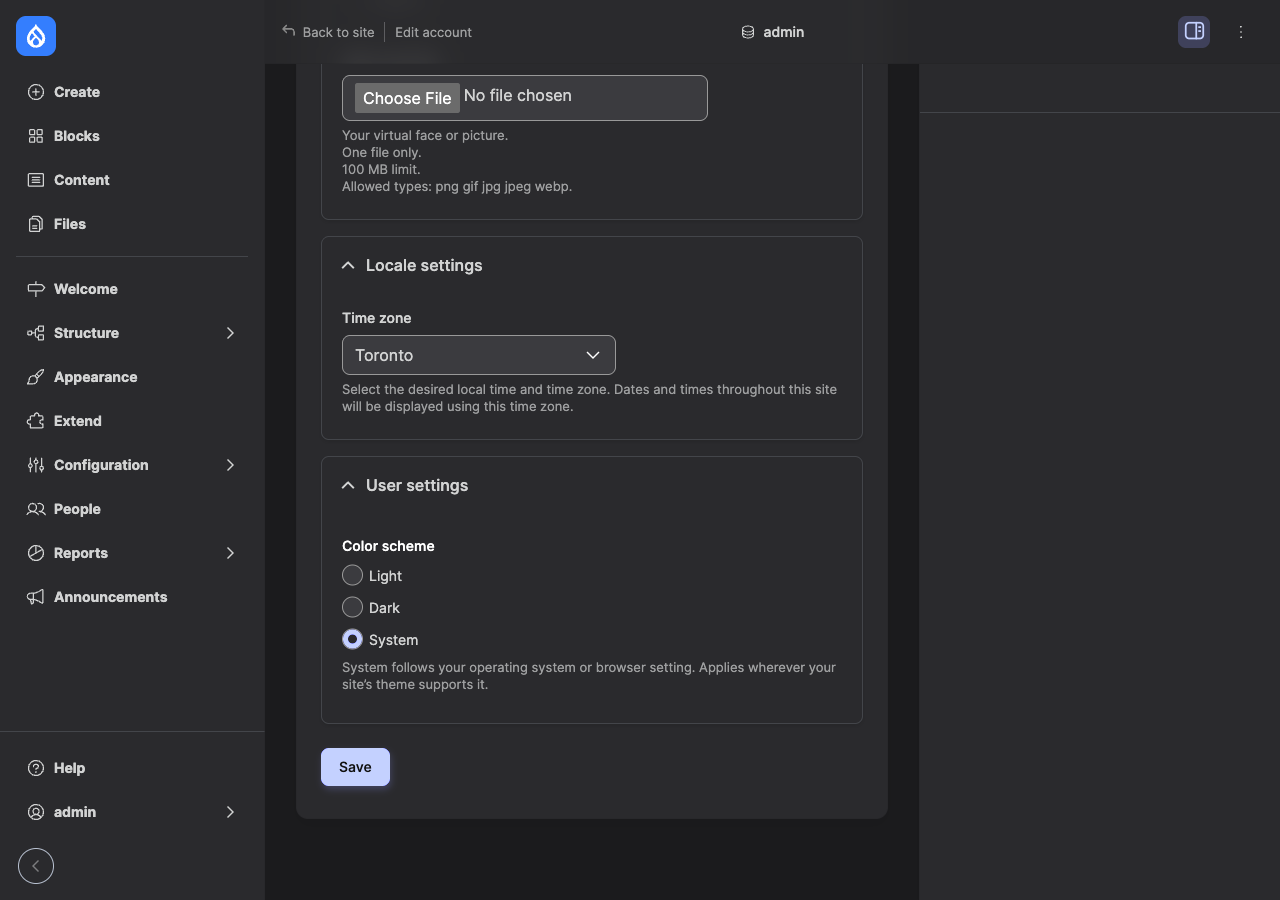 Back to site
Edit account
admin
Create
Blocks
Content
Files
Welcome
Structure
Appearance
Extend
Configuration
People
Reports
Announcements
Help
admin
Choose File No file chosen
Your virtual face or picture.
One file only.
100 MB limit.
Allowed types: png gif jpg jpeg webp.
Locale settings
Time zone
Toronto
Select the desired local time and time zone. Dates and times throughout this site
will be displayed using this time zone.
User settings
Color scheme
Light
Dark
System
System follows your operating system or browser setting. Applies wherever your
site’s theme supports it.
Save